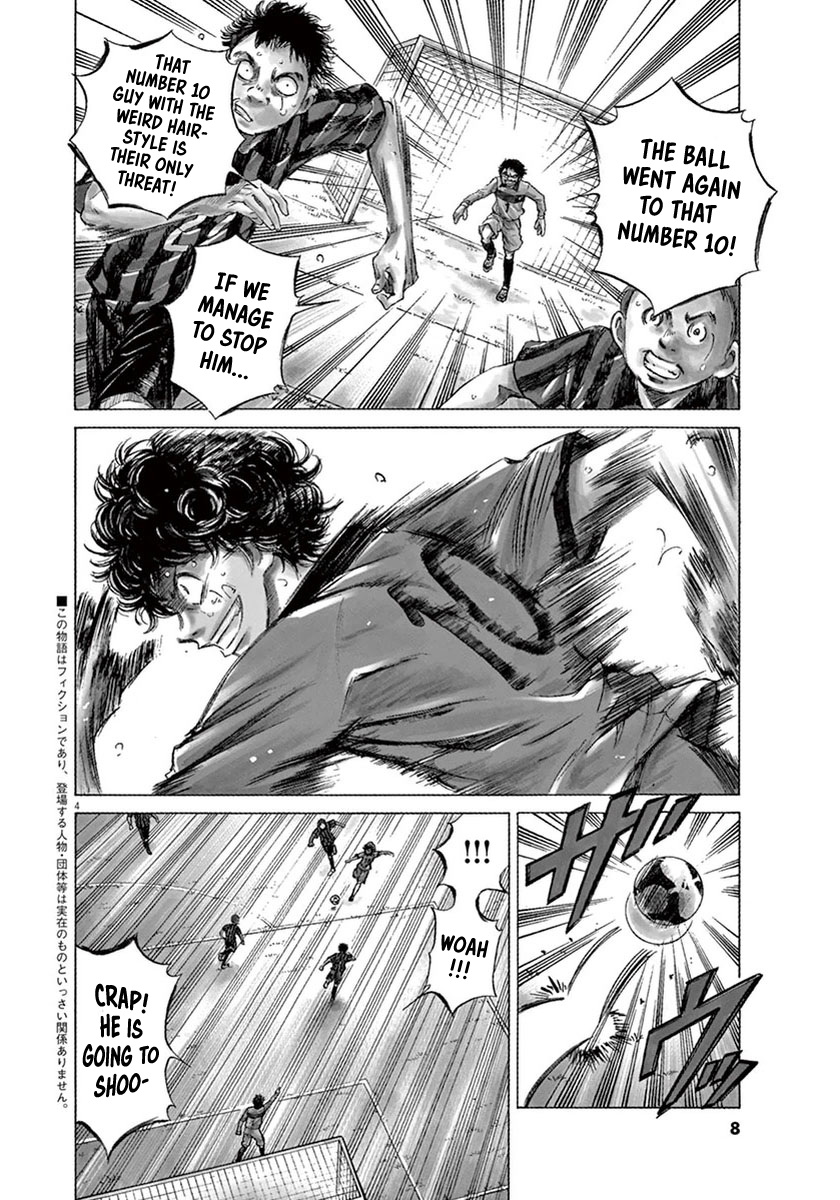 THE BALL
WENT AGAIN
TO THAT
NUMBER 10!
THAT
NUMBER 10
GUY WITH THE
WEIRD HAIR-
STYLE IS
THEIR ONLY
THREAT!
IF WE
MANAGE
TO STOP
HIM...
10
■この物語はフィクションであり、登場する人物・団体等は実在のものといっさい関係ありません。
4
ザッ
ウッ
!!!
WOAH
!!!
CRAP!
HE IS
GOING TO
SHOO-
8